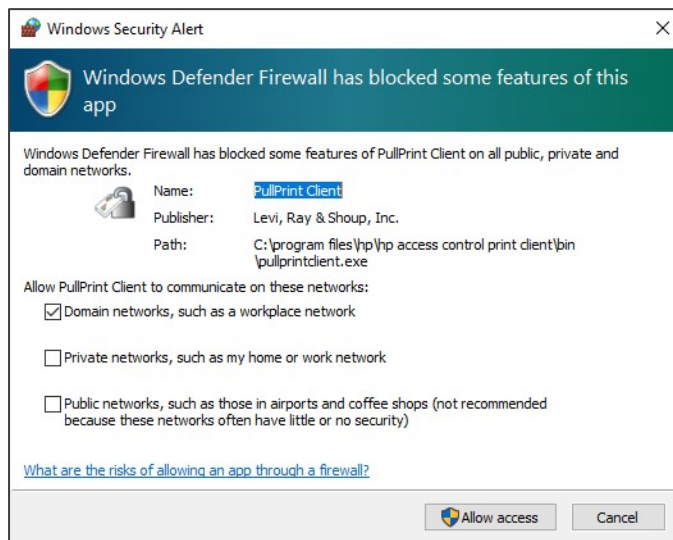 Windows Security Alert
Windows Defender Firewall has blocked some features of this
app
Windows Defender Firewall has blocked some features of PullPrint Client on all public, private and
domain networks.
Name: PullPrint Client
Publisher: Levi, Ray & Shoup, Inc.
Path: C:\program files\hp\hp access control print client\bin
\pullprintclient.exe
Allow PullPrint Client to communicate on these networks:
Domain networks, such as a workplace network
Private networks, such as my home or work network
Public networks, such as those in airports and coffee shops (not recommended
because these networks often have little or no security)
What are the risks of allowing an app through a firewall?
Allow access Cancel